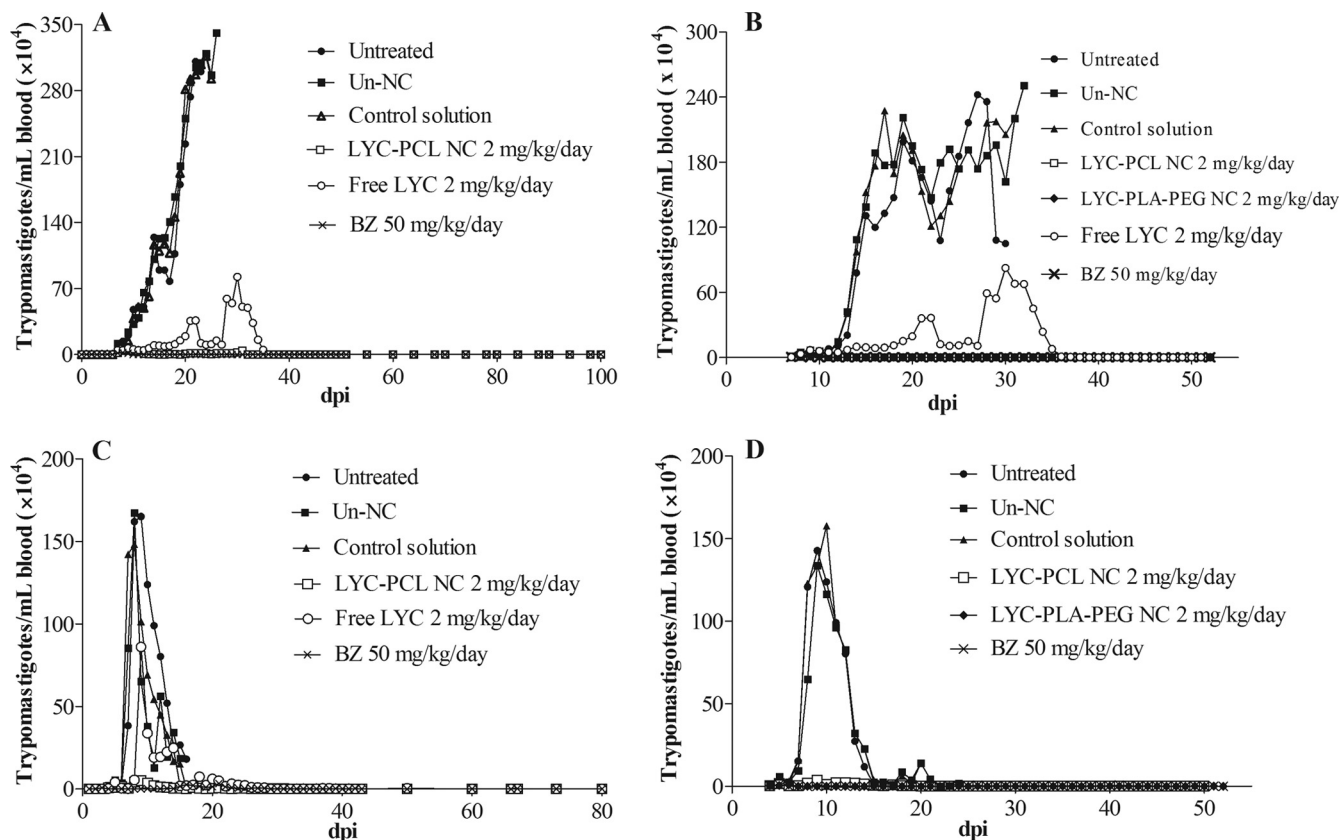 A
Trypomastigotes/mL blood (×10⁴)
350
280
210
140
70
0
0 20 40 60 80 100
dpi
Untreated
Un-NC
Control solution
LYC-PCL NC 2 mg/kg/day
Free LYC 2 mg/kg/day
BZ 50 mg/kg/day
B
Trypomastigotes/mL blood ( x 10⁴)
300
240
180
120
60
0
0 10 20 30 40 50
dpi
Untreated
Un-NC
Control solution
LYC-PCL NC 2 mg/kg/day
LYC-PLA-PEG NC 2 mg/kg/day
Free LYC 2 mg/kg/day
BZ 50 mg/kg/day
C
Trypomastigotes/mL blood (×10⁴)
200
150
100
50
0
0 20 40 60 80
dpi
Untreated
Un-NC
Control solution
LYC-PCL NC 2 mg/kg/day
Free LYC 2 mg/kg/day
BZ 50 mg/kg/day
D
Trypomastigotes/mL blood (×10⁴)
200
150
100
50
0
0 10 20 30 40 50
dpi
Untreated
Un-NC
Control solution
LYC-PCL NC 2 mg/kg/day
LYC-PLA-PEG NC 2 mg/kg/day
BZ 50 mg/kg/day